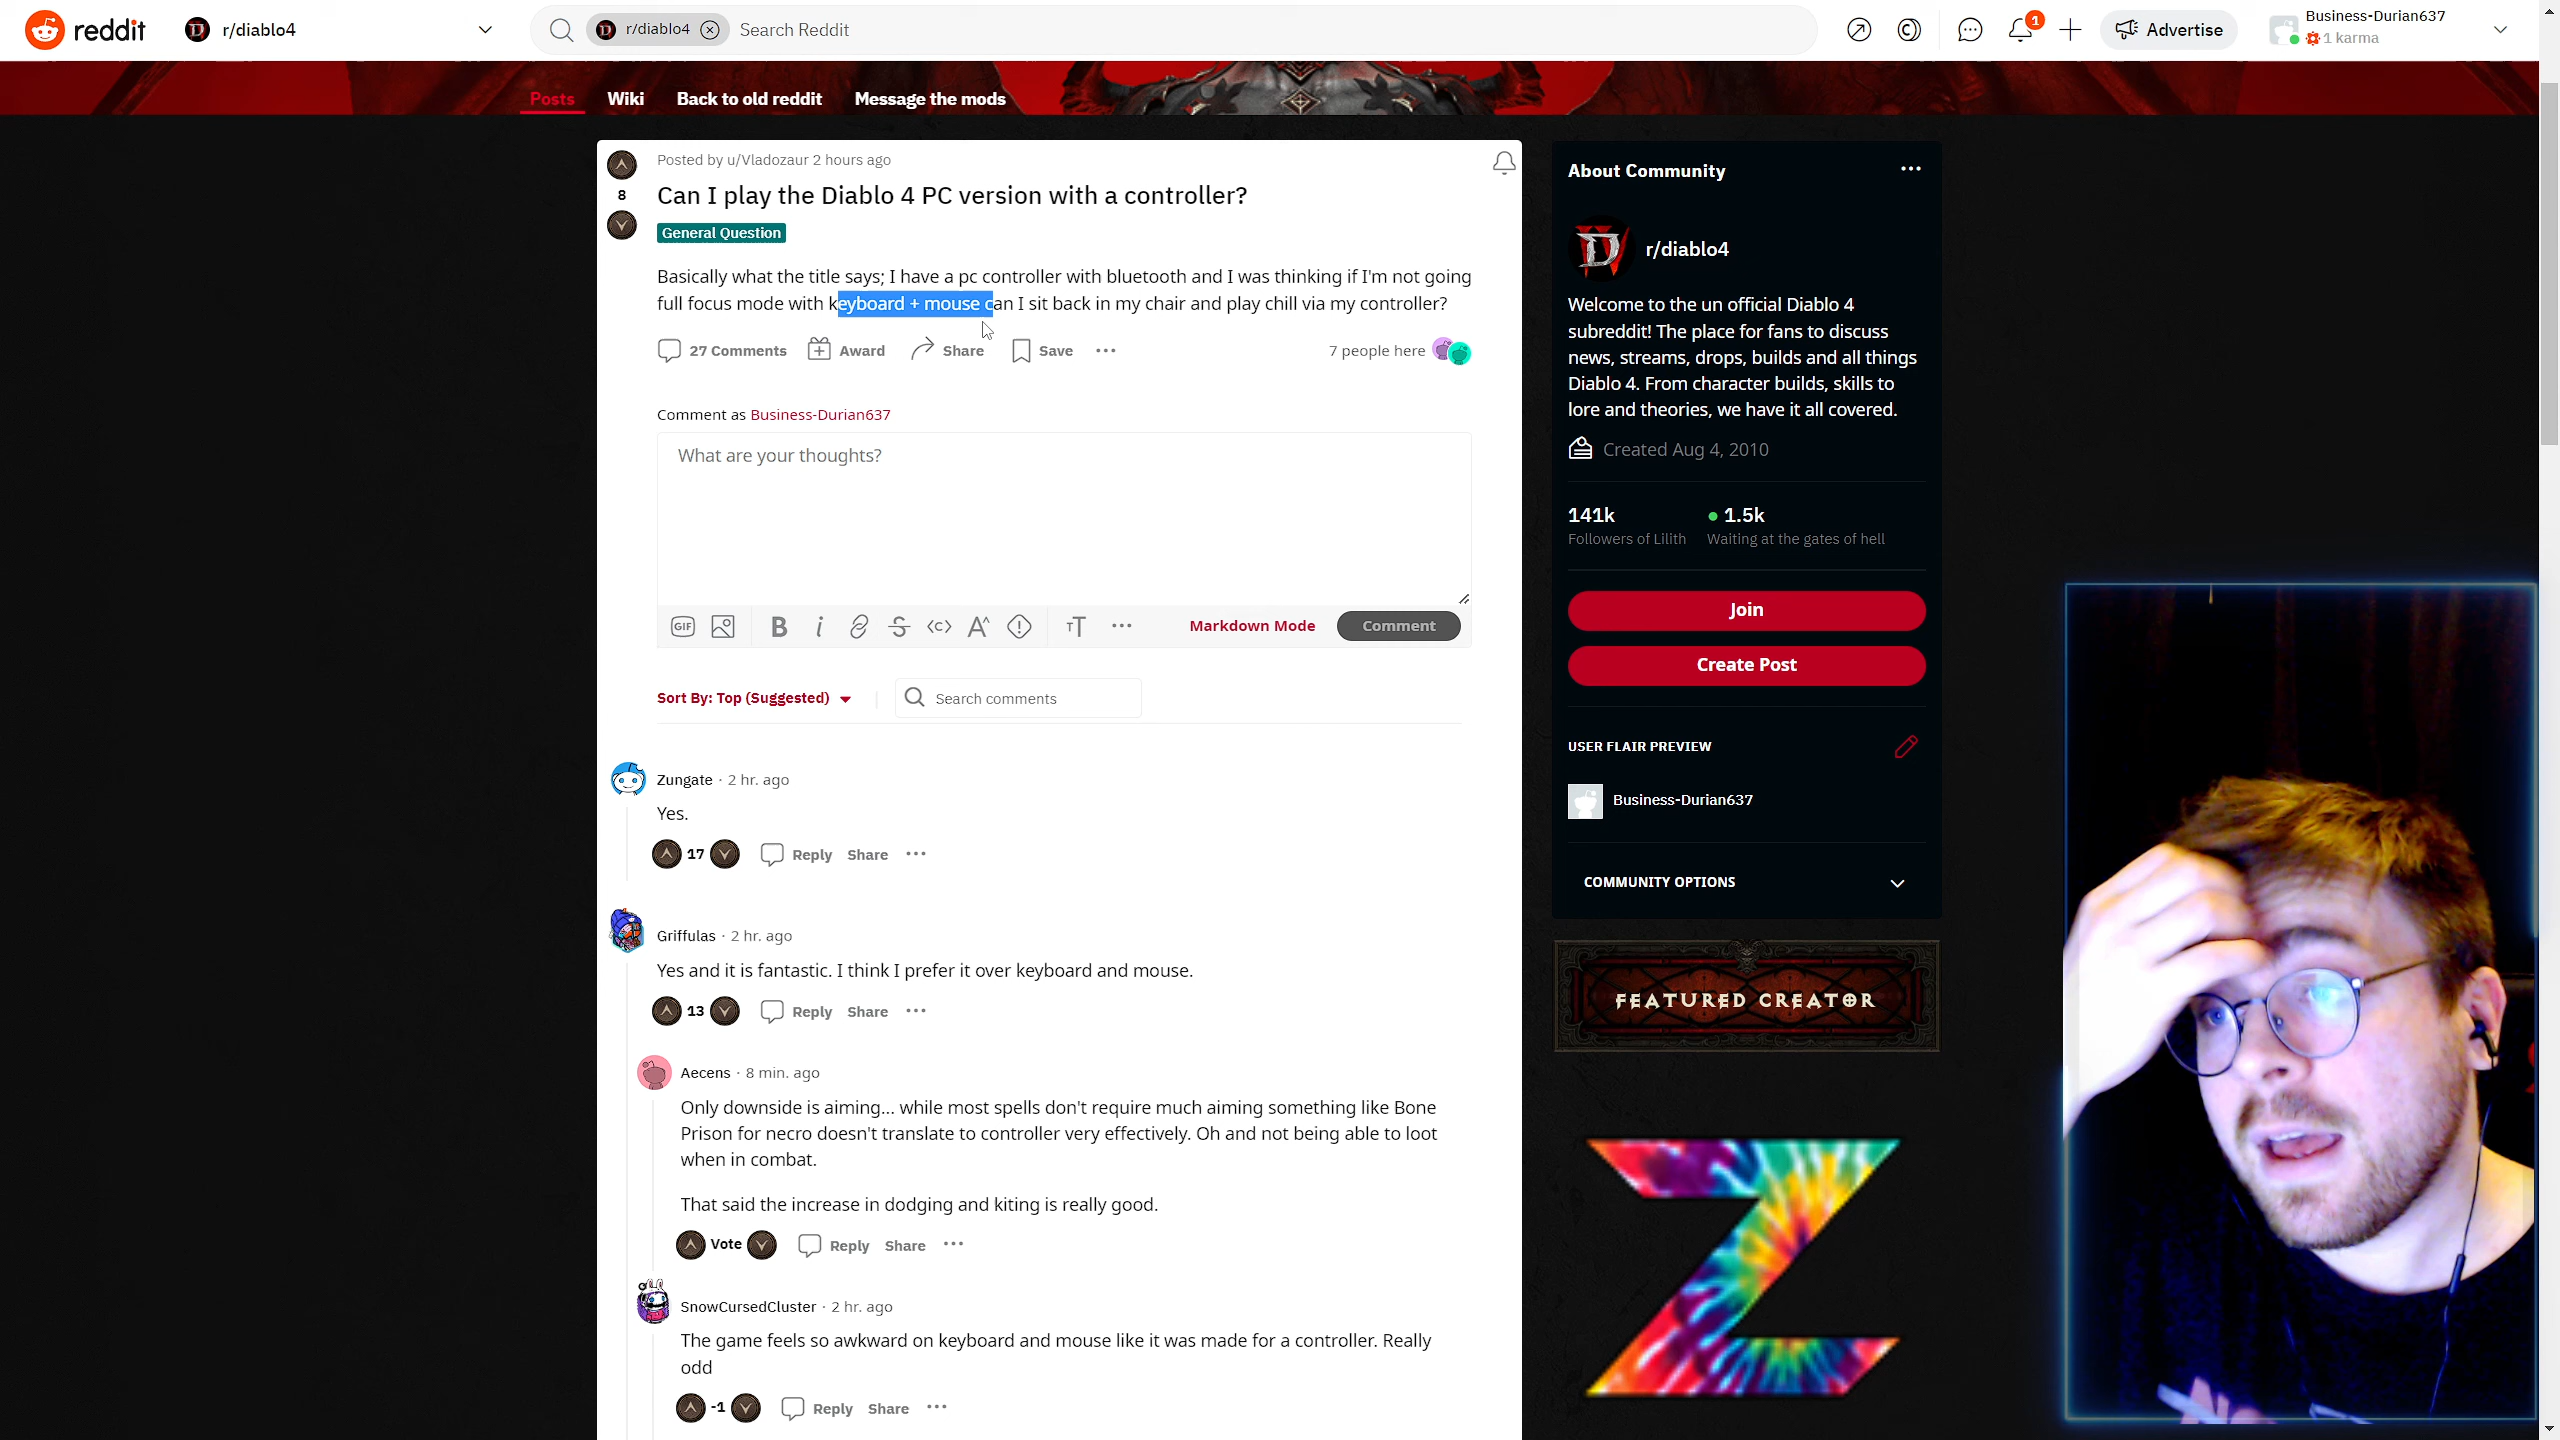 reddit
r/diablo4
r/diablo4
Search Reddit
1
Advertise
Business-Durian637
1 karma
Posts
Wiki
Back to old reddit
Message the mods
Posted by u/Vladozaur 2 hours ago
8
Can I play the Diablo 4 PC version with a controller?
General Question
Basically what the title says; I have a pc controller with bluetooth and I was thinking if I'm not going
full focus mode with keyboard + mouse can I sit back in my chair and play chill via my controller?
27 Comments
Award
Share
Save
7 people here
Comment as Business-Durian637
What are your thoughts?
GIF
B i S <c> A^ TT
Markdown Mode
Comment
Sort By: Top (Suggested)
Search comments
Zungate · 2 hr. ago
Yes.
17
Reply
Share
Griffulas · 2 hr. ago
Yes and it is fantastic. I think I prefer it over keyboard and mouse.
13
Reply
Share
Aecens · 8 min. ago
Only downside is aiming... while most spells don't require much aiming something like Bone
Prison for necro doesn't translate to controller very effectively. Oh and not being able to loot
when in combat.
That said the increase in dodging and kiting is really good.
Vote
Reply
Share
SnowCursedCluster · 2 hr. ago
The game feels so awkward on keyboard and mouse like it was made for a controller. Really
odd
-1
Reply
Share
About Community
r/diablo4
Welcome to the un official Diablo 4
subreddit! The place for fans to discuss
news, streams, drops, builds and all things
Diablo 4. From character builds, skills to
lore and theories, we have it all covered.
Created Aug 4, 2010
141k
Followers of Lilith
1.5k
Waiting at the gates of hell
Join
Create Post
USER FLAIR PREVIEW
Business-Durian637
COMMUNITY OPTIONS
FEATURED CREATOR
Z